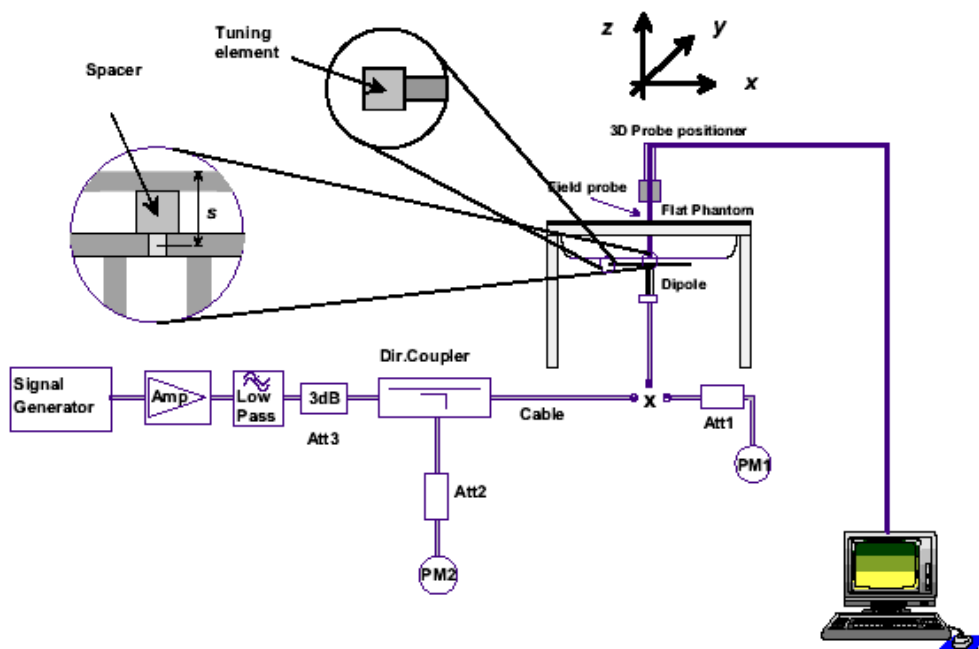 Tuning
element
Spacer
s
z
y
x
3D Probe positioner
Field probe
Flat Phantom
Dipole
Signal
Generator
Amp
Low
Pass
3dB
Att3
Dir.Coupler
Cable
x
Att1
PM1
Att2
PM2